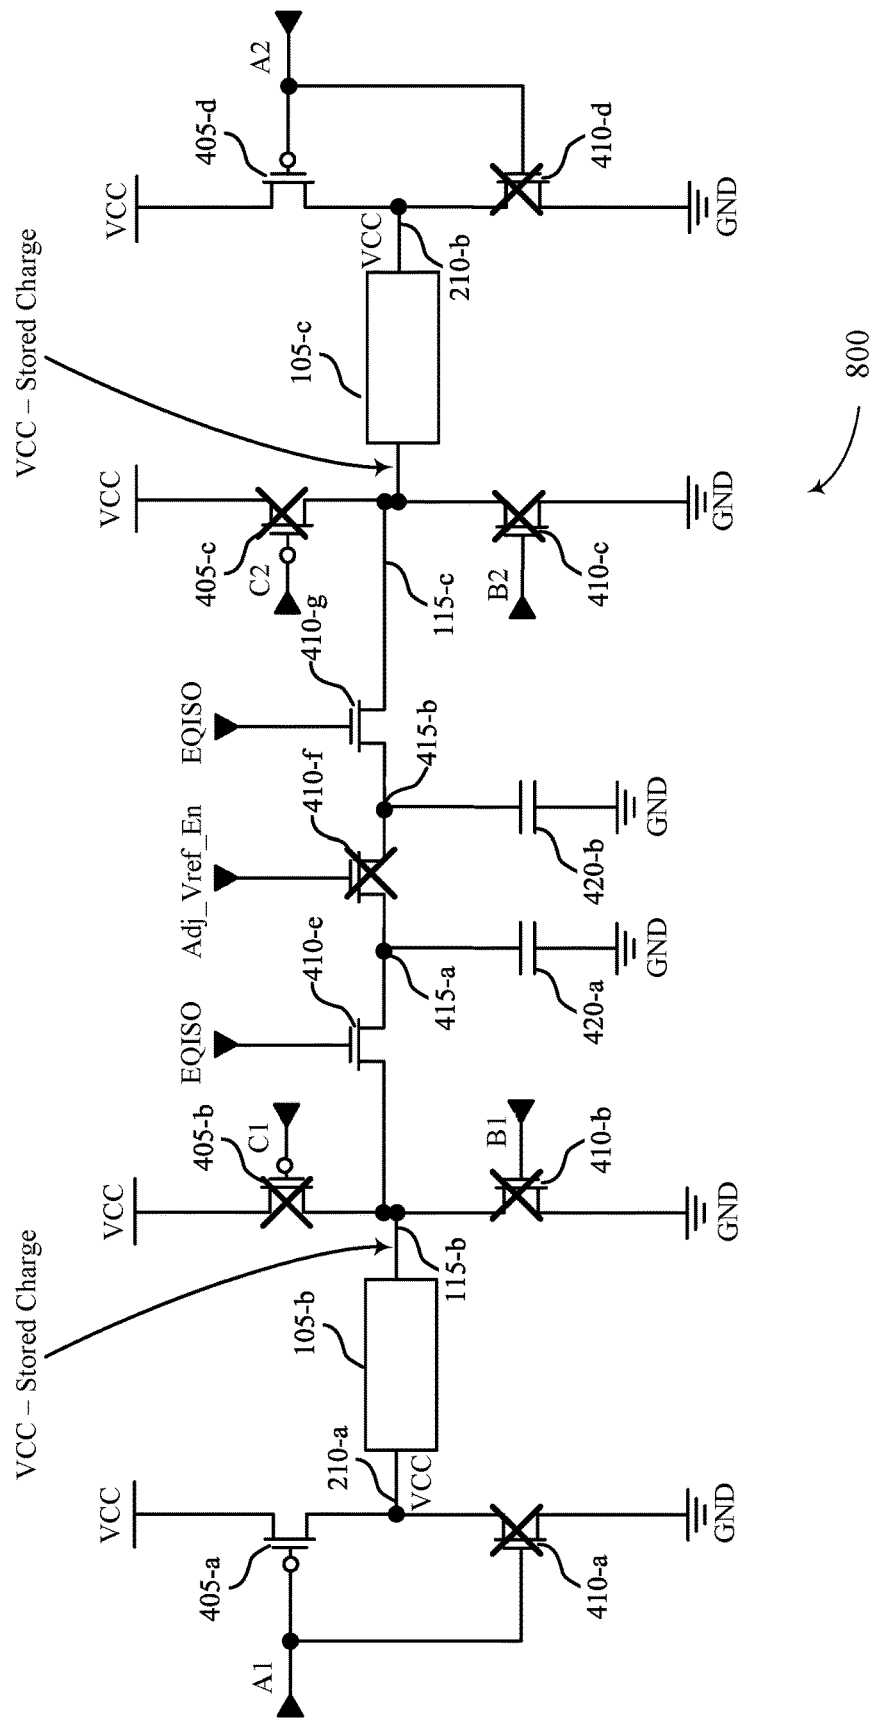 VCC – Stored Charge
VCC – Stored Charge
A1
405-a
VCC
210-a
VCC
410-a
GND
105-b
115-b
VCC
405-b
C1
B1
410-b
GND
EQISO
410-e
415-a
420-a
GND
Adj_Vref_En
410-f
415-b
420-b
GND
EQISO
410-g
115-c
VCC
405-c
C2
B2
410-c
GND
105-c
VCC
210-b
VCC
405-d
A2
410-d
GND
800